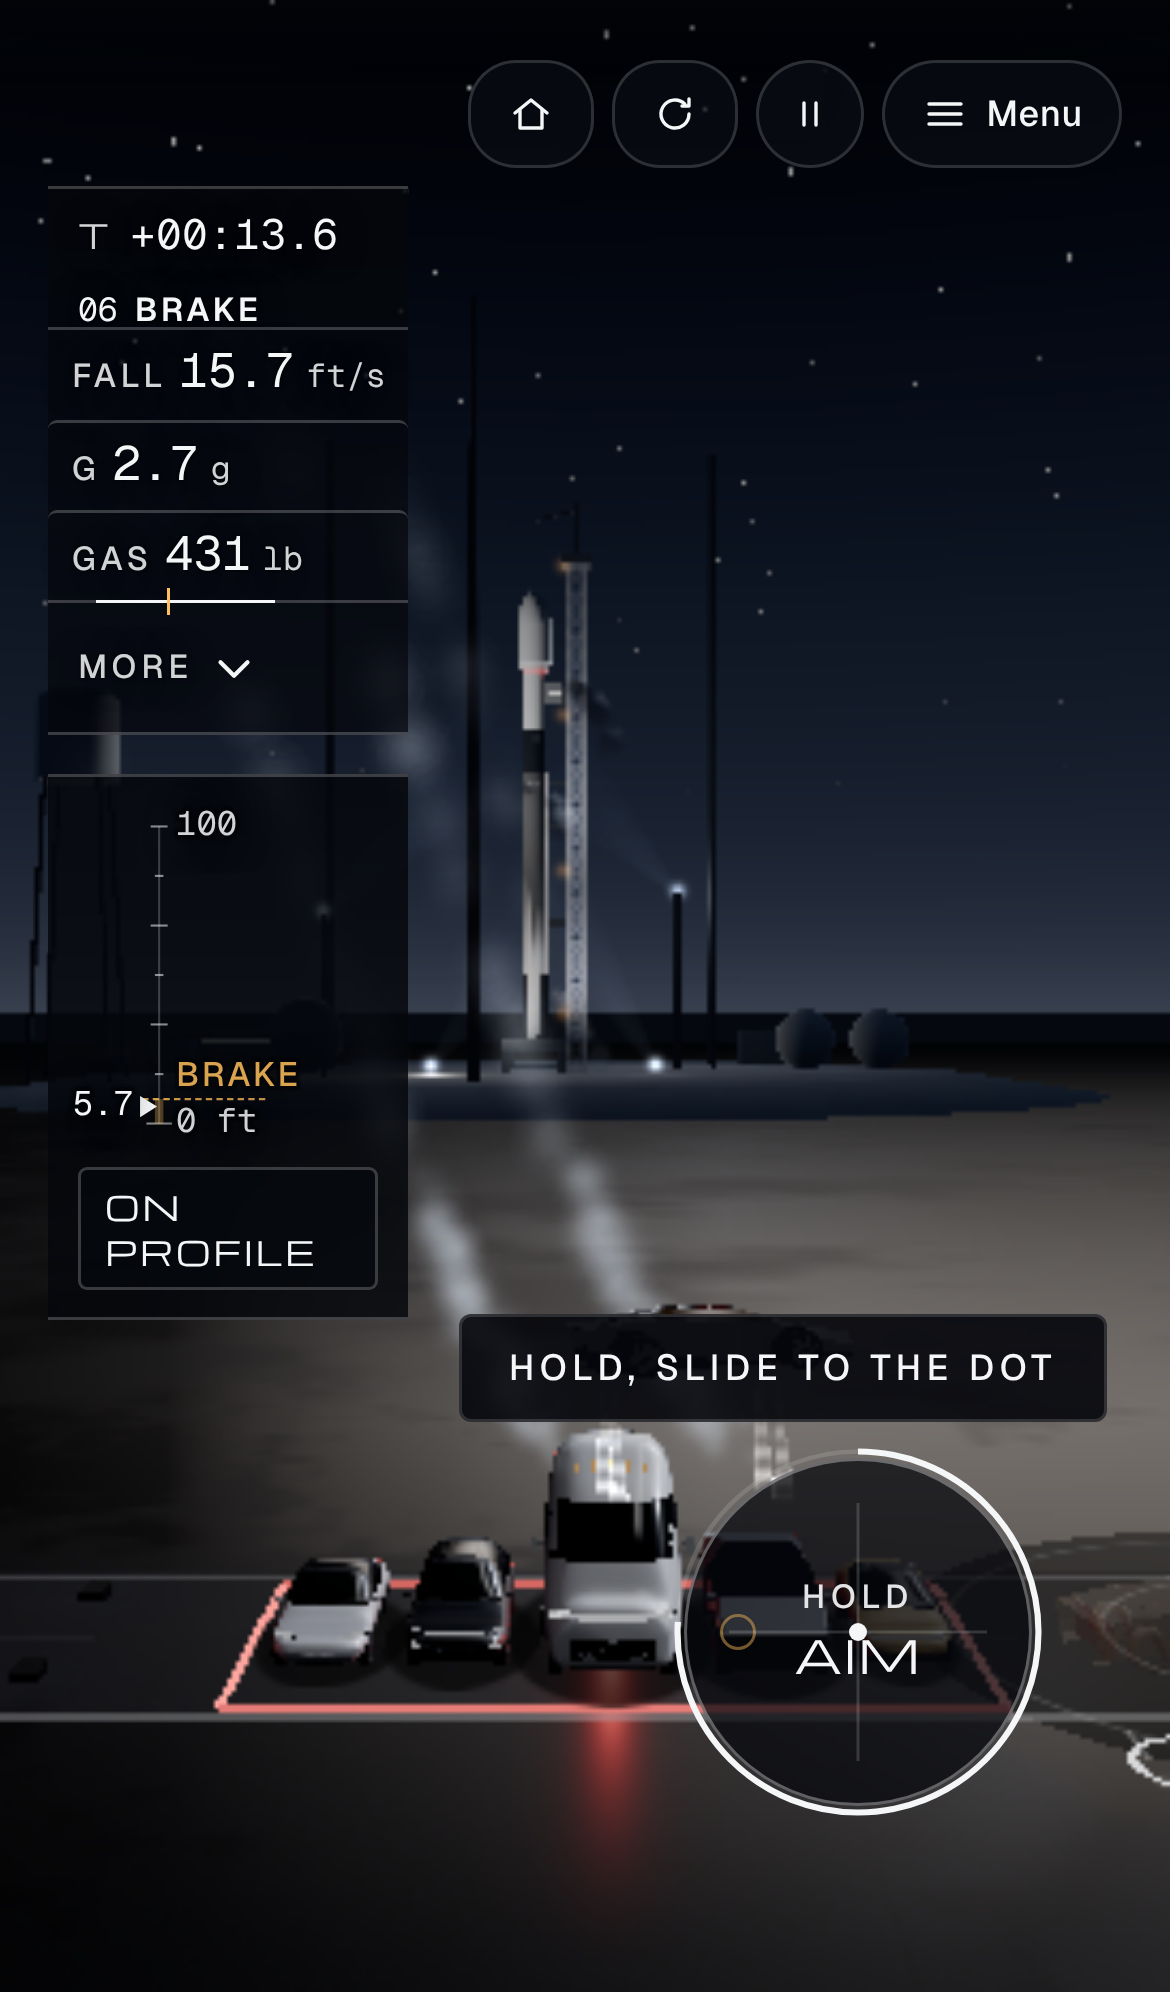 Menu
T +00:13.6
06 BRAKE
FALL 15.7 ft/s
G 2.7 g
GAS 431 lb
MORE
100
BRAKE
5.7
0 ft
ON
PROFILE
HOLD, SLIDE TO THE DOT
HOLD
AIM